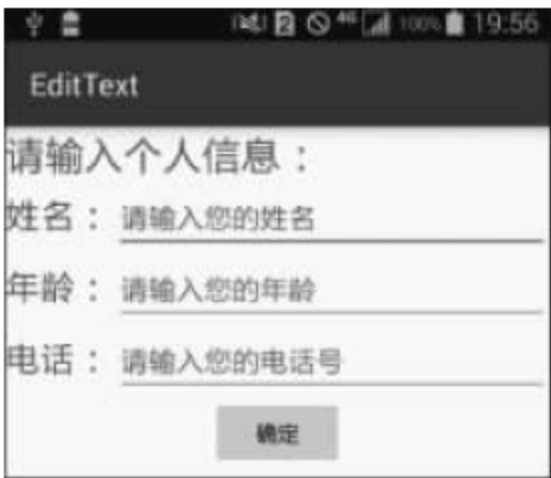 2 4G 100% 19:56
EditText
请输入个人信息：
姓名： 请输入您的姓名
年龄： 请输入您的年龄
电话： 请输入您的电话号
确定